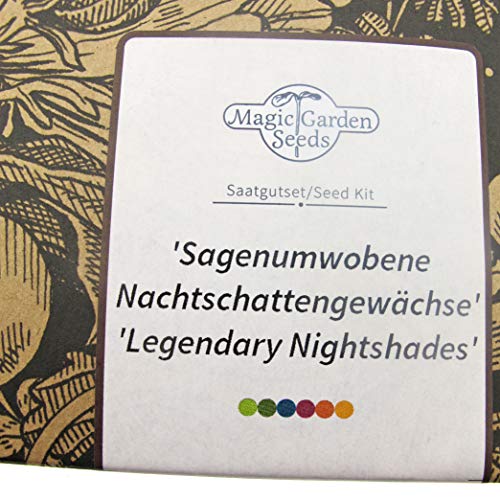 Magic Garden
Seeds
Saatgutset/Seed Kit
'Sagenumwobene
Nachtschattengewächse'
'Legendary Nightshades'